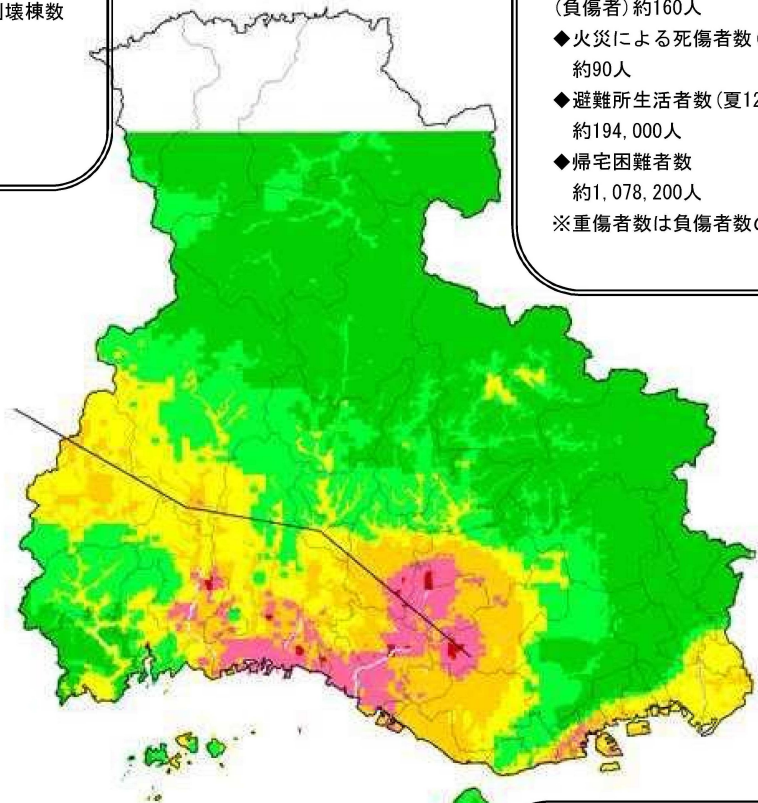 壊棟数
(負傷者)約160人
◆火災による死傷者数(
約90人
◆避難所生活者数(夏12
約194,000人
◆帰宅困難者数
約1,078,200人
※重傷者数は負傷者数の